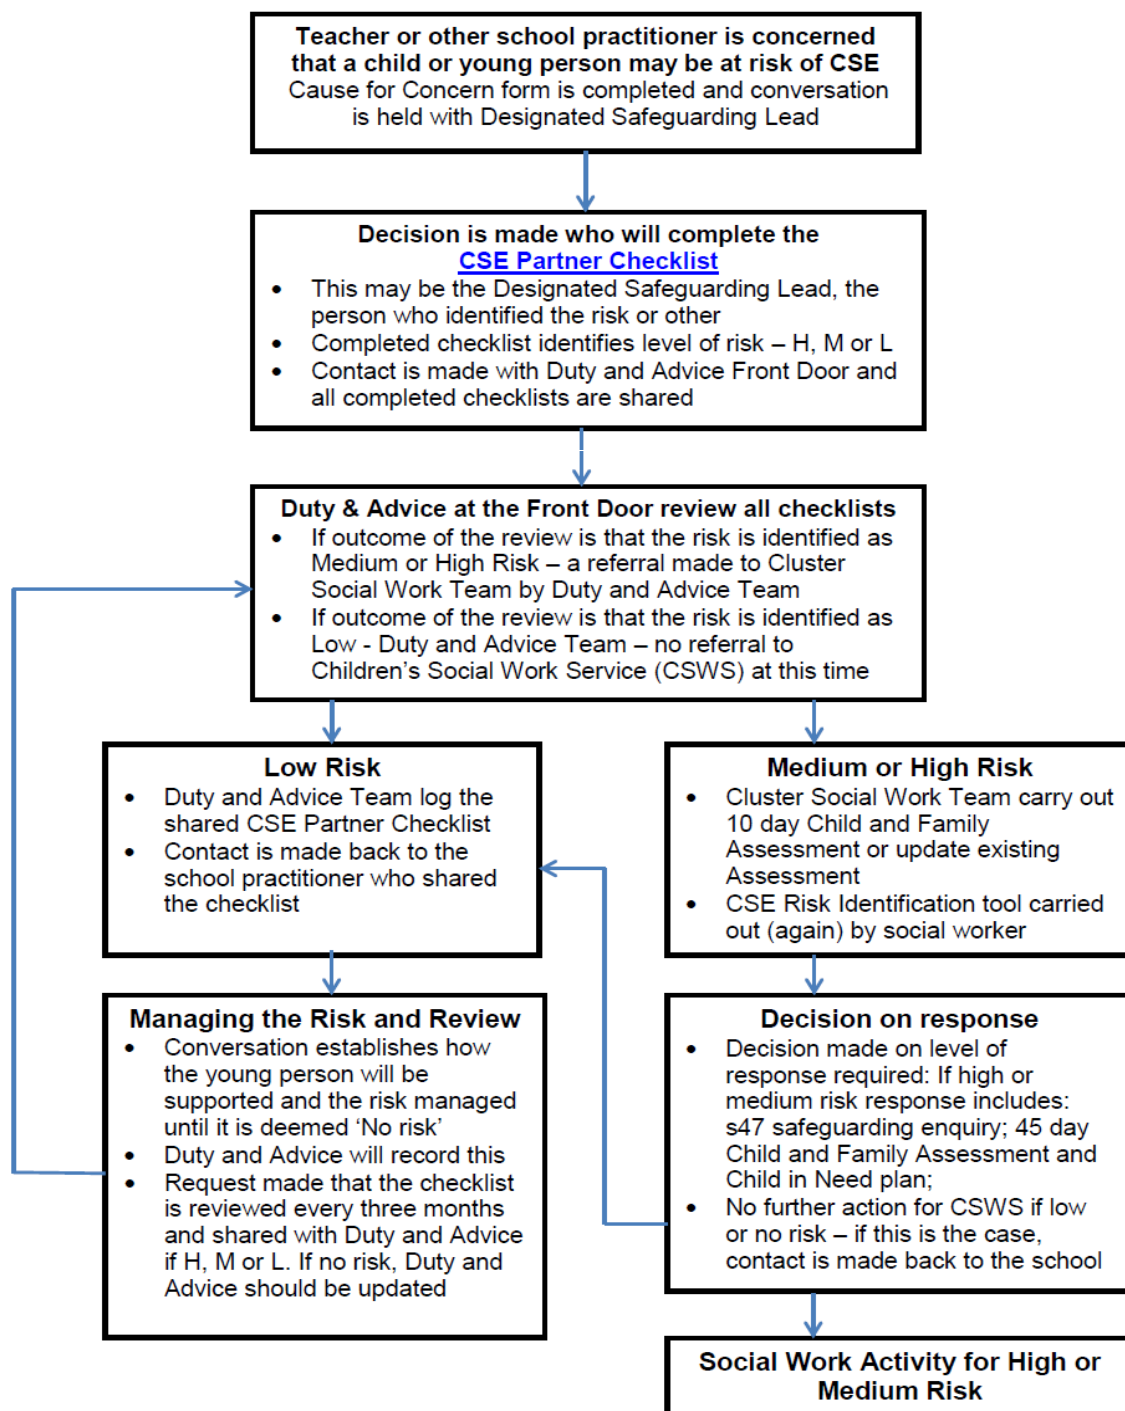 Teacher or other school practitioner is concerned
that a child or young person may be at risk of CSE
Cause for Concern form is completed and conversation
is held with Designated Safeguarding Lead
Decision is made who will complete the
CSE Partner Checklist
• This may be the Designated Safeguarding Lead, the
person who identified the risk or other
• Completed checklist identifies level of risk – H, M or L
• Contact is made with Duty and Advice Front Door and
all completed checklists are shared
Duty & Advice at the Front Door review all checklists
• If outcome of the review is that the risk is identified as
Medium or High Risk – a referral made to Cluster
Social Work Team by Duty and Advice Team
• If outcome of the review is that the risk is identified as
Low - Duty and Advice Team – no referral to
Children’s Social Work Service (CSWS) at this time
Low Risk
• Duty and Advice Team log the
shared CSE Partner Checklist
• Contact is made back to the
school practitioner who shared
the checklist
Medium or High Risk
• Cluster Social Work Team carry out
10 day Child and Family
Assessment or update existing
Assessment
• CSE Risk Identification tool carried
out (again) by social worker
Managing the Risk and Review
• Conversation establishes how
the young person will be
supported and the risk managed
until it is deemed ‘No risk’
• Duty and Advice will record this
• Request made that the checklist
is reviewed every three months
and shared with Duty and Advice
if H, M or L. If no risk, Duty and
Advice should be updated
Decision on response
• Decision made on level of
response required: If high or
medium risk response includes:
s47 safeguarding enquiry; 45 day
Child and Family Assessment and
Child in Need plan;
• No further action for CSWS if low
or no risk – if this is the case,
contact is made back to the school
Social Work Activity for High or
Medium Risk